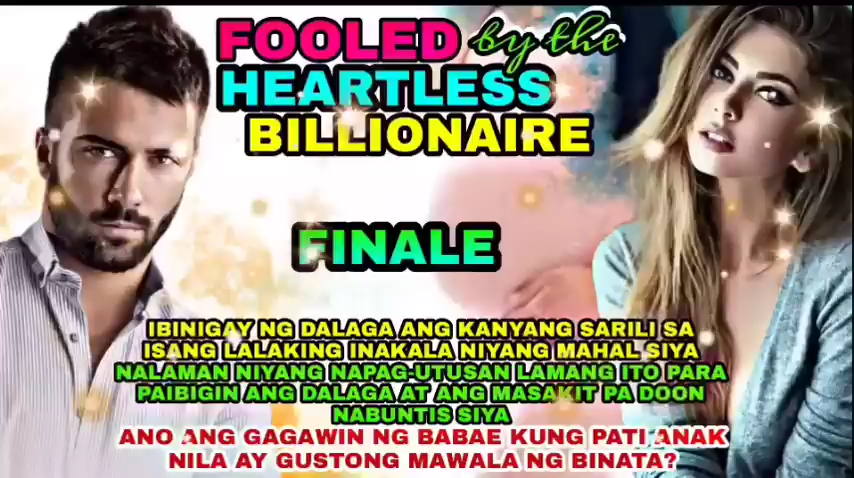 FOOLED by the
HEARTLESS
BILLIONAIRE
FINALE
IBINIGAY NG DALAGA ANG KANYANG SARILI SA
ISANG LALAKING INAKALA NIYANG MAHAL SIYA
NALAMAN NIYANG NAPAG-UTUSAN LAMANG ITO PARA
PAIBIGIN ANG DALAGA AT ANG MASAKIT PA DOON
NABUNTIS SIYA
ANO ANG GAGAWIN NG BABAE KUNG PATI ANAK
NILA AY GUSTONG MAWALA NG BINATA?